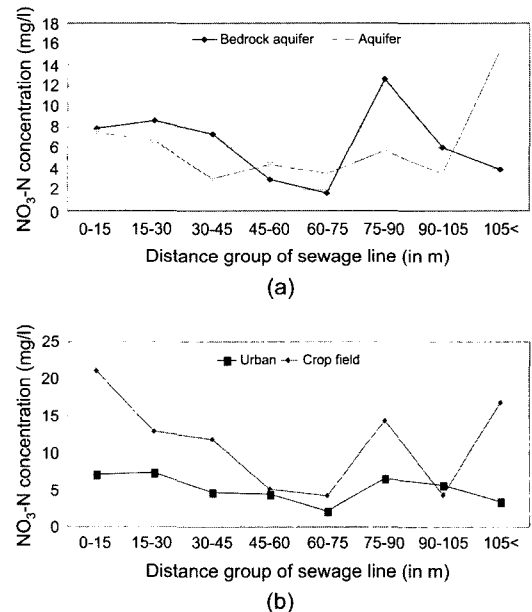 18
16
14
12
10
8
6
4
2
0
NO₃-N concentration (mg/l)
Bedrock aquifer Aquifer
0-15 15-30 30-45 45-60 60-75 75-90 90-105 105<
Distance group of sewage line (in m)
(a)
25
20
15
10
5
0
NO₃-N concentration (mg/l)
Urban Crop field
0-15 15-30 30-45 45-60 60-75 75-90 90-105 105<
Distance group of sewage line (in m)
(b)